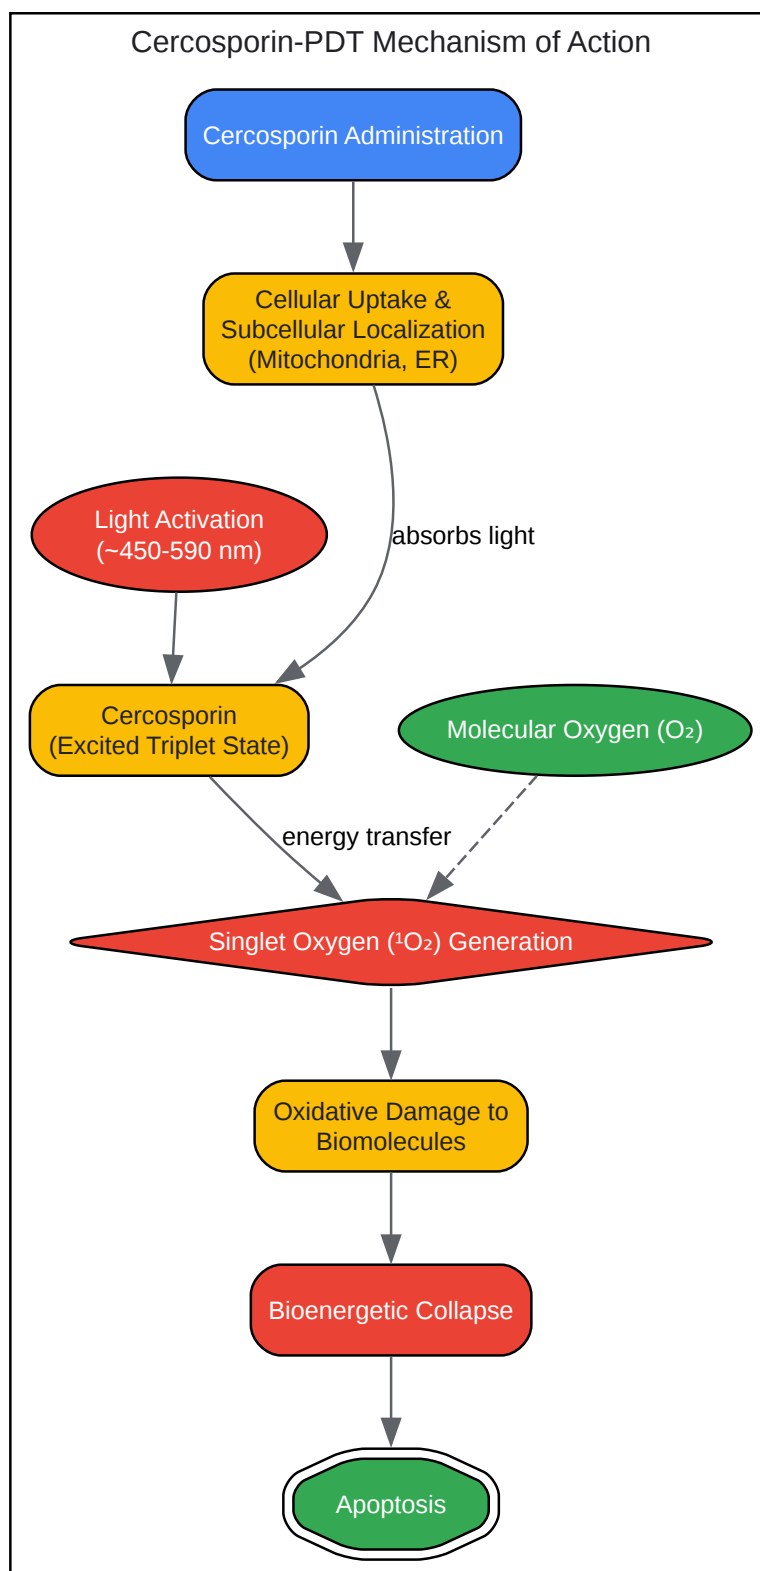 Cercosporin-PDT Mechanism of Action
Cercosporin Administration
Cellular Uptake &
Subcellular Localization
(Mitochondria, ER)
Light Activation
(~450-590 nm)
absorbs light
Cercosporin
(Excited Triplet State)
Molecular Oxygen (O₂)
energy transfer
Singlet Oxygen (¹O₂) Generation
Oxidative Damage to
Biomolecules
Bioenergetic Collapse
Apoptosis